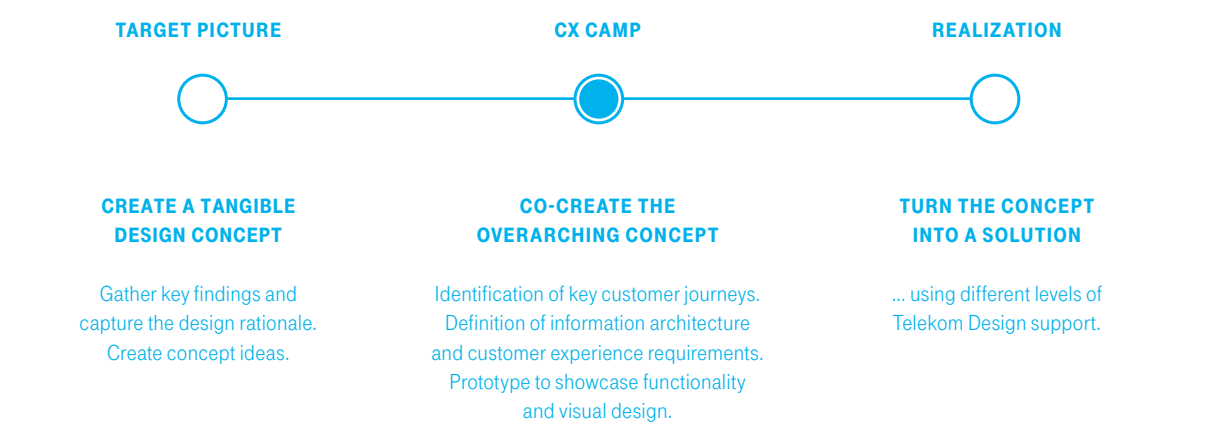 TARGET PICTURE
CX CAMP
REALIZATION
CREATE A TANGIBLE
DESIGN CONCEPT
Gather key findings and
capture the design rationale.
Create concept ideas.
CO-CREATE THE
OVERARCHING CONCEPT
Identification of key customer journeys.
Definition of information architecture
and customer experience requirements.
Prototype to showcase functionality
and visual design.
TURN THE CONCEPT
INTO A SOLUTION
... using different levels of
Telekom Design support.